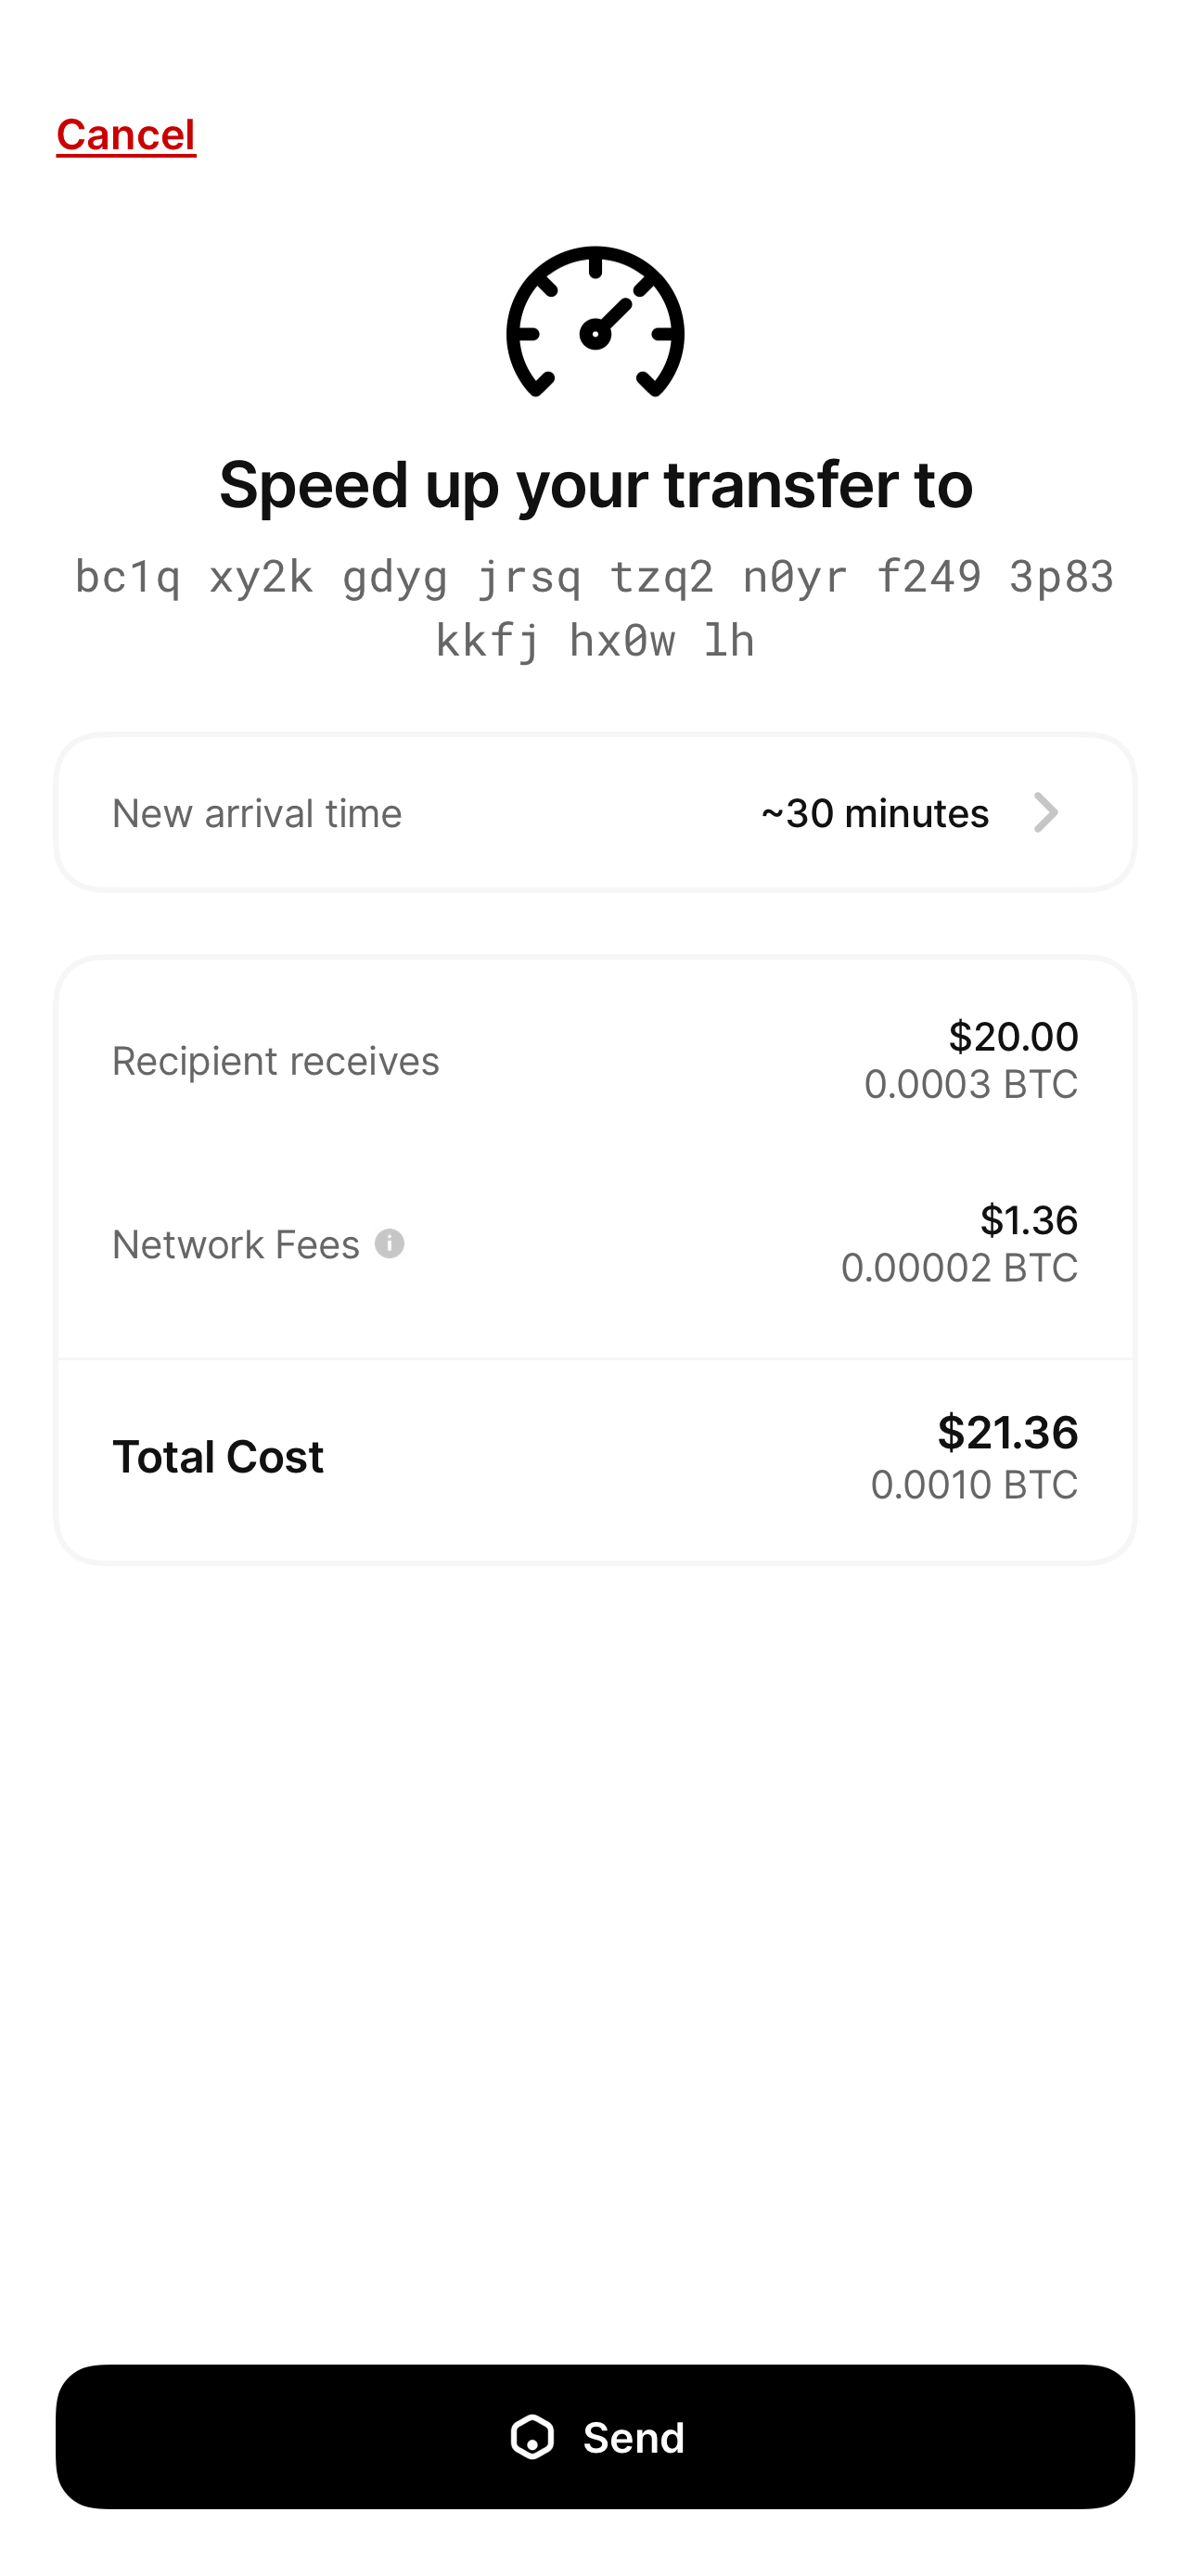 Cancel
Speed up your transfer to
bc1q xy2k gdyg jrsq tzq2 n0yr f249 3p83
kkfj hx0w lh
New arrival time ~30 minutes
Recipient receives $20.00
0.0003 BTC
Network Fees $1.36
0.00002 BTC
Total Cost $21.36
0.0010 BTC
Send